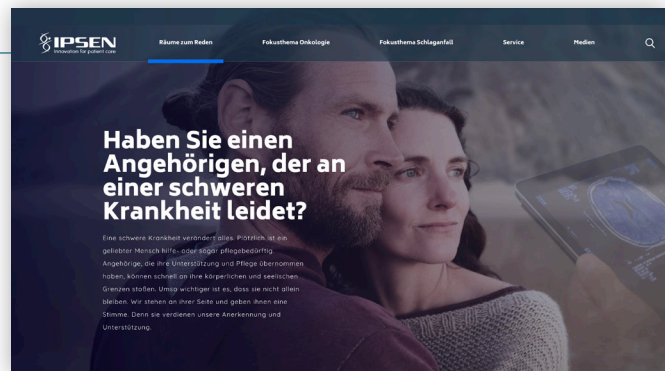 IPSEN
Innovation for patient care
Räume zum Reden
Fokusthema Onkologie
Fokusthema Schlaganfall
Service
Medien
Haben Sie einen
Angehörigen, der an
einer schweren
Krankheit leidet?
Eine schwere Krankheit verändert alles. Plötzlich ist ein
geliebter Mensch hilfe- oder sogar pflegebedürftig.
Angehörige, die ihre Unterstützung und Pflege übernommen
haben, können schnell an ihre körperlichen und seelischen
Grenzen stoßen. Umso wichtiger ist es, dass sie nicht allein
bleiben. Wir stehen an ihrer Seite und geben ihnen eine
Stimme. Denn sie verdienen unsere Anerkennung und
Unterstützung.